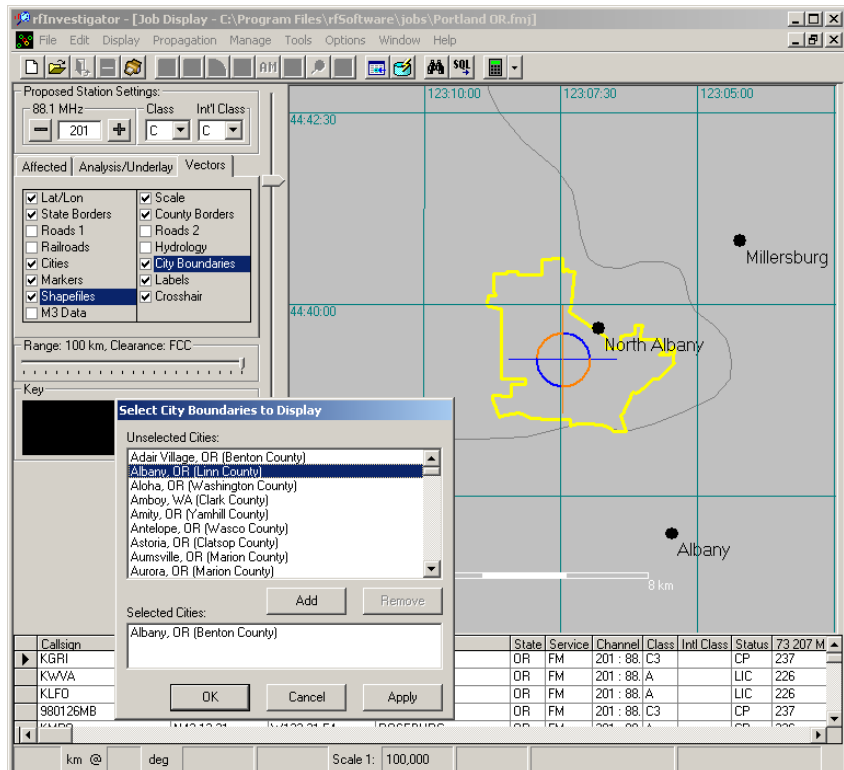 rfInvestigator - [Job Display - C:\Program Files\rfSoftware\jobs\Portland OR.fmj]
File Edit Display Propagation Manage Tools Options Window Help
AM SQL
Proposed Station Settings:
88.1 MHz Class Int'l Class
201 C C
Affected Analysis/Underlay Vectors
Lat/Lon Scale
State Borders County Borders
Roads 1 Roads 2
Railroads Hydrology
Cities City Boundaries
Markers Labels
Shapefiles Crosshair
M3 Data
Range: 100 km, Clearance: FCC
Key
123:10:00 123:07:30 123:05:00
44:42:30
Millersburg
44:40:00
North Albany
Albany
8 km
Select City Boundaries to Display
Unselected Cities:
Adair Village, OR (Benton County)
Albany, OR (Linn County)
Aloha, OR (Washington County)
Amboy, WA (Clark County)
Amity, OR (Yamhill County)
Antelope, OR (Wasco County)
Astoria, OR (Clatsop County)
Aumsville, OR (Marion County)
Aurora, OR (Marion County)
Add Remove
Selected Cities:
Albany, OR (Benton County)
OK Cancel Apply
Callsign State Service Channel Class Intl Class Status 73 207 M
KGRI OR FM 201 : 88. C3 CP 237
KWVA OR FM 201 : 88. A LIC 226
KLFO OR FM 201 : 88. A LIC 226
980126MB OR FM 201 : 88. C3 CP 237
km @ deg Scale 1: 100,000